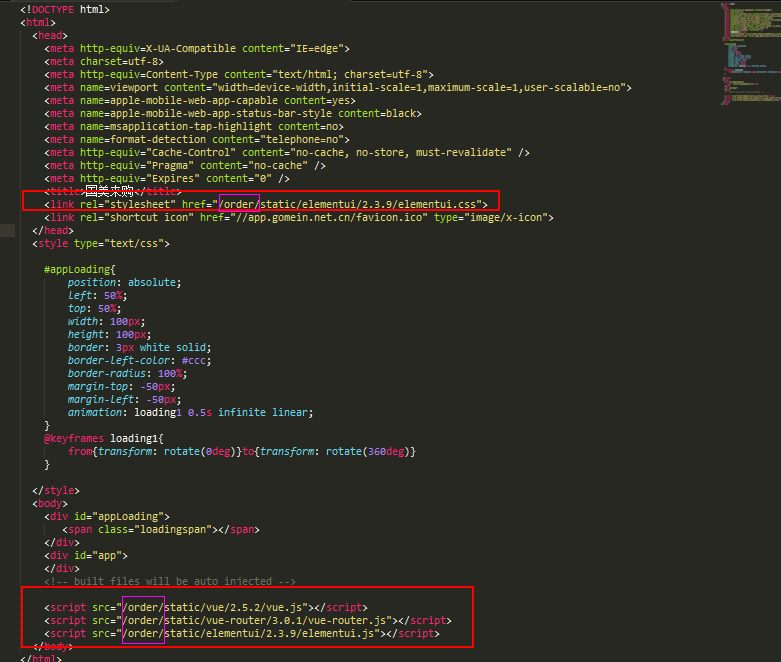 <!DOCTYPE html>
<html>
<head>
<meta http-equiv=X-UA-Compatible content="IE=edge">
<meta charset=utf-8>
<meta http-equiv=Content-Type content="text/html; charset=utf-8">
<meta name=viewport content="width=device-width,initial-scale=1,maximum-scale=1,user-scalable=no">
<meta name=apple-mobile-web-app-capable content=yes>
<meta name=apple-mobile-web-app-status-bar-style content=black>
<meta name=msapplication-tap-highlight content=no>
<meta name=format-detection content="telephone=no">
<meta http-equiv="Cache-Control" content="no-cache, no-store, must-revalidate" />
<meta http-equiv="Pragma" content="no-cache" />
<meta http-equiv="Expires" content="0" />
<title>国美来购</title>
<link rel="stylesheet" href="/order/static/elementui/2.3.9/elementui.css">
<link rel="shortcut icon" href="//app.gomein.net.cn/favicon.ico" type="image/x-icon">
</head>
<style type="text/css">
#appLoading{
position: absolute;
left: 50%;
top: 50%;
width: 100px;
height: 100px;
border: 3px white solid;
border-left-color: #ccc;
border-radius: 100%;
margin-top: -50px;
margin-left: -50px;
animation: loading1 0.5s infinite linear;
}
@keyframes loading1{
from{transform: rotate(0deg)}to{transform: rotate(360deg)}
}
</style>
<body>
<div id="appLoading">
<span class="loadingspan"></span>
</div>
<div id="app">
</div>
<!-- built files will be auto injected -->
<script src="/order/static/vue/2.5.2/vue.js"></script>
<script src="/order/static/vue-router/3.0.1/vue-router.js"></script>
<script src="/order/static/elementui/2.3.9/elementui.js"></script>
</body>
</html>